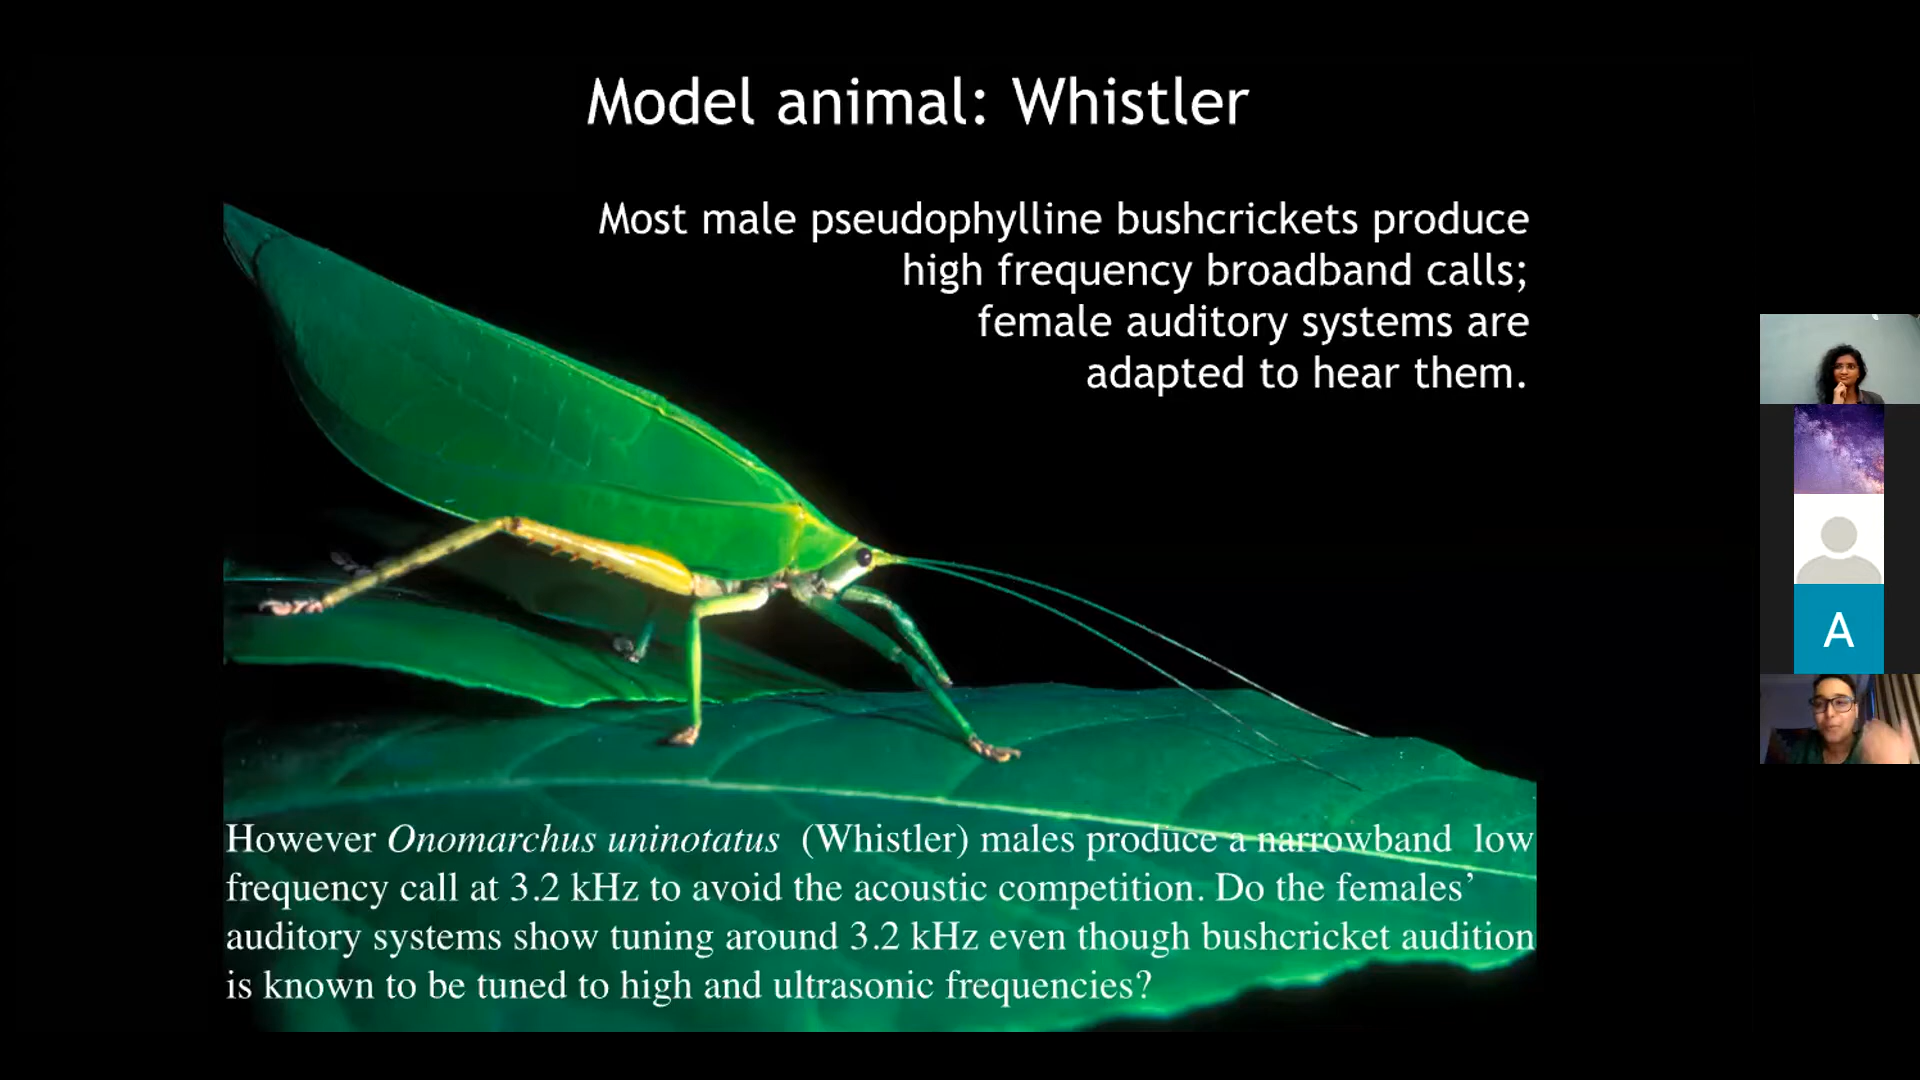 Model animal: Whistler
Most male pseudophylline bushcrickets produce
high frequency broadband calls;
female auditory systems are
adapted to hear them.
However Onomarchus uninotatus (Whistler) males produce a narrowband low
frequency call at 3.2 kHz to avoid the acoustic competition. Do the females’
auditory systems show tuning around 3.2 kHz even though bushcricket audition
is known to be tuned to high and ultrasonic frequencies?
A